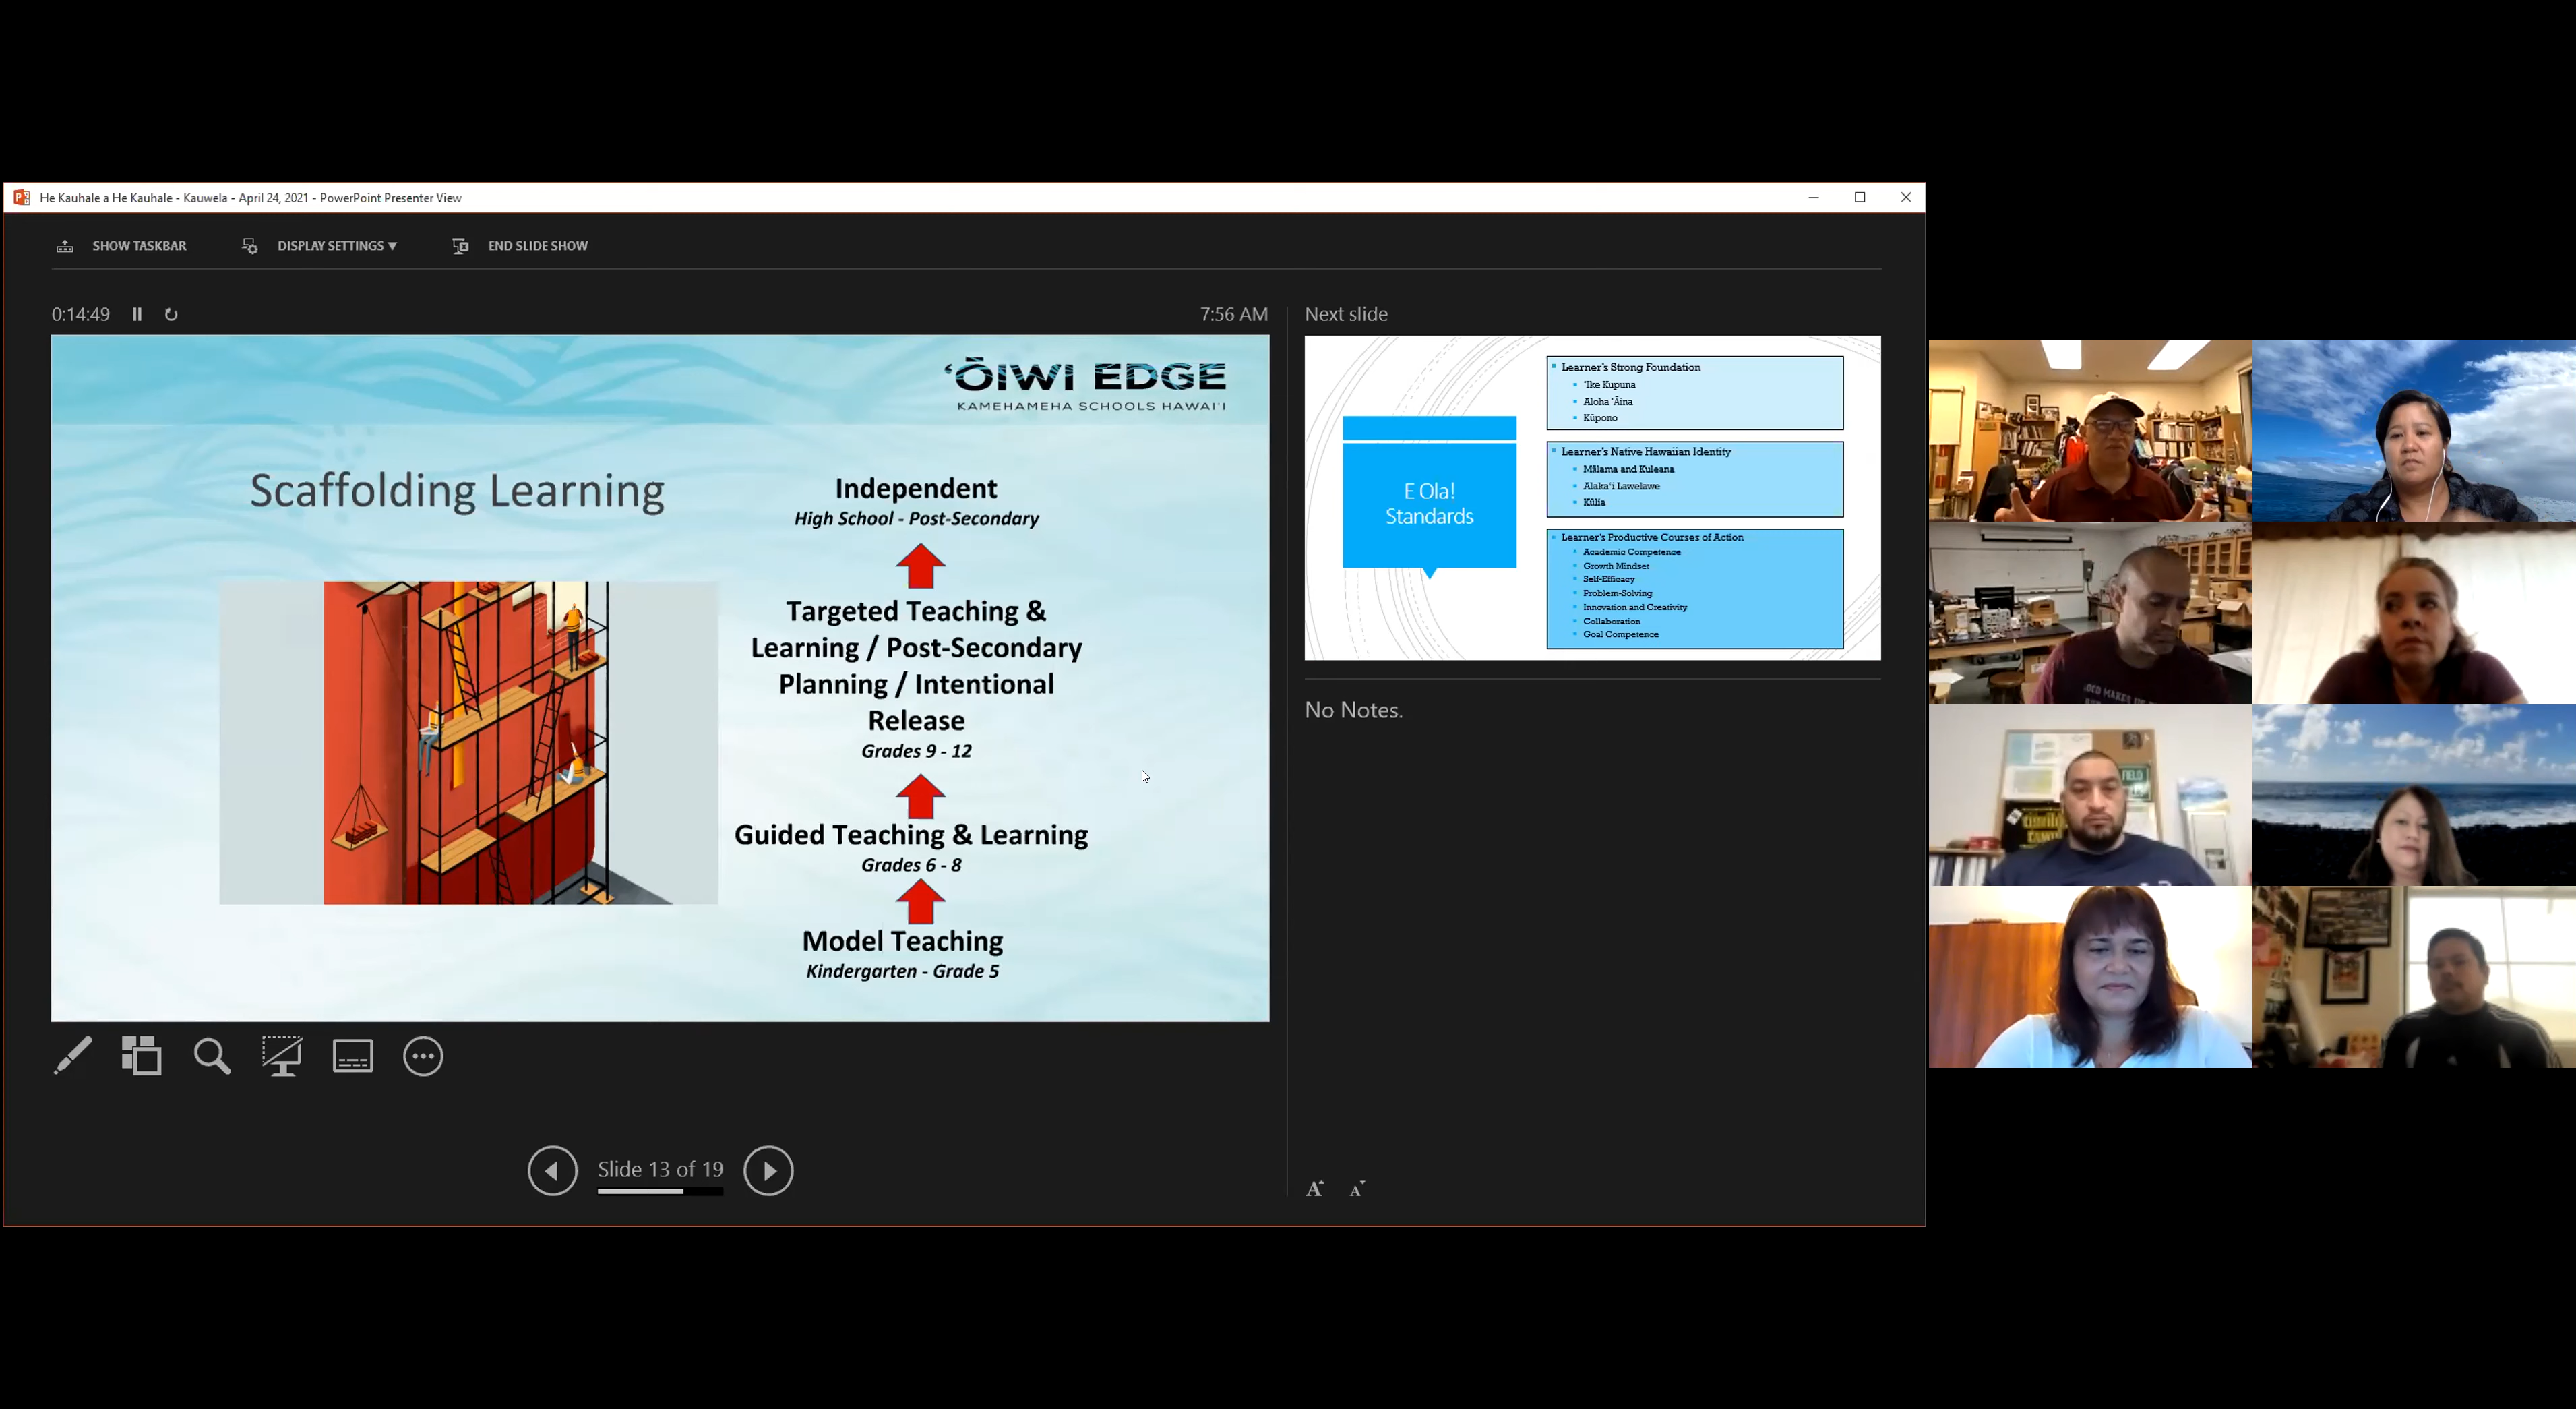 He Kauhale a He Kauhale - Kauwela - April 24, 2021 - PowerPoint Presenter View
SHOW TASKBAR
DISPLAY SETTINGS ▼
END SLIDE SHOW
0:14:49
7:56 AM
ʻŌIWI EDGE
KAMEHAMEHA SCHOOLS HAWAIʻI
Scaffolding Learning
Independent
High School - Post-Secondary
Targeted Teaching &
Learning / Post-Secondary
Planning / Intentional
Release
Grades 9 - 12
Guided Teaching & Learning
Grades 6 - 8
Model Teaching
Kindergarten - Grade 5
Slide 13 of 19
Next slide
E Ola!
Standards
Learner's Strong Foundation
ʻIke Kupuna
Aloha ʻĀina
Kūpono
Learner's Native Hawaiian Identity
Mālama and Kuleana
Alakaʻi Lawelawe
Kūlia
Learner's Productive Courses of Action
Academic Competence
Growth Mindset
Self-Efficacy
Problem-Solving
Innovation and Creativity
Collaboration
Goal Competence
No Notes.
A A
FIELD